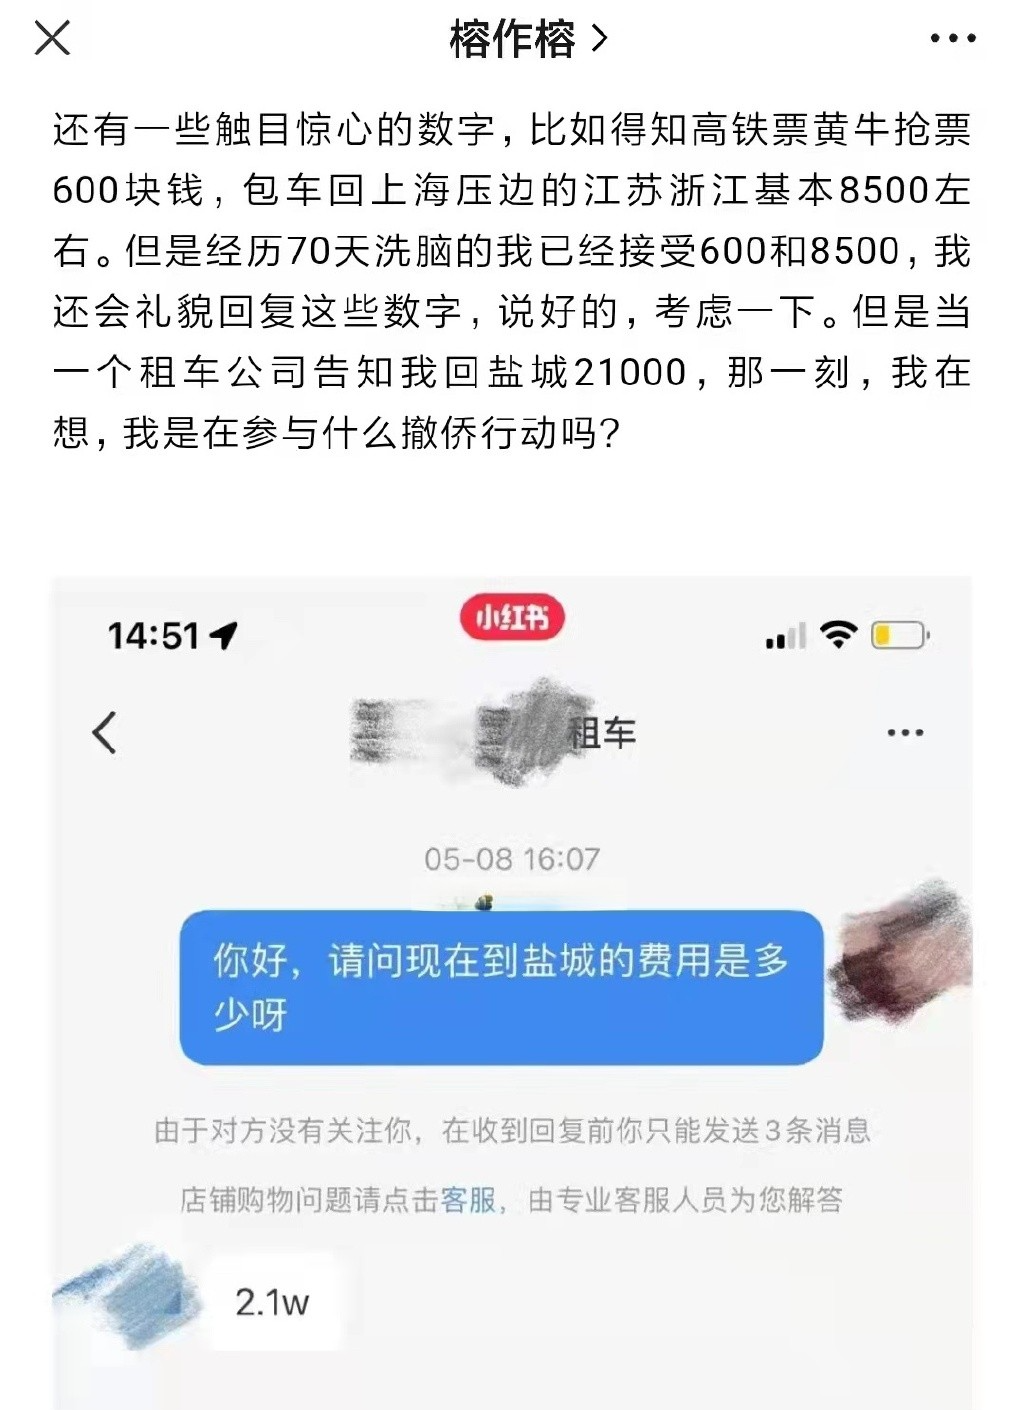 榕作榕
还有一些触目惊心的数字，比如得知高铁票黄牛抢票
600块钱，包车回上海压边的江苏浙江基本8500左
右。但是经历70天洗脑的我已经接受600和8500，我
还会礼貌回复这些数字，说好的，考虑一下。但是当
一个租车公司告知我回盐城21000，那一刻，我在
想，我是在参与什么撤侨行动吗？
小红书
14:51
租车
05-08 16:07
你好，请问现在到盐城的费用是多
少呀
由于对方没有关注你，在收到回复前你只能发送3条消息
店铺购物问题请点击客服，由专业客服人员为您解答
2.1w